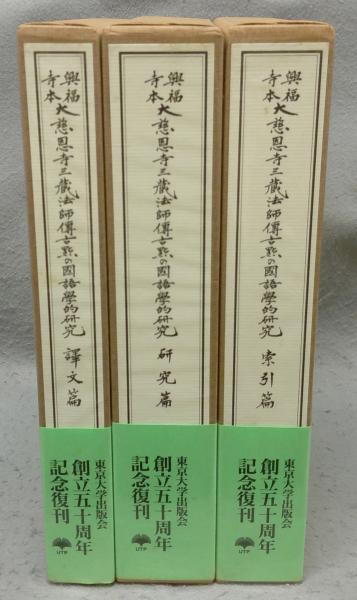 興福寺本大慈恩寺三藏法師傳古點の國語學的研究 譯文篇
東京大学出版会
創立五十周年
記念復刊
UTP
興福寺本大慈恩寺三藏法師傳古點の國語學的研究 研究篇
東京大学出版会
創立五十周年
記念復刊
UTP
興福寺本大慈恩寺三藏法師傳古點の國語學的研究 索引篇
東京大学出版会
創立五十周年
記念復刊
UTP